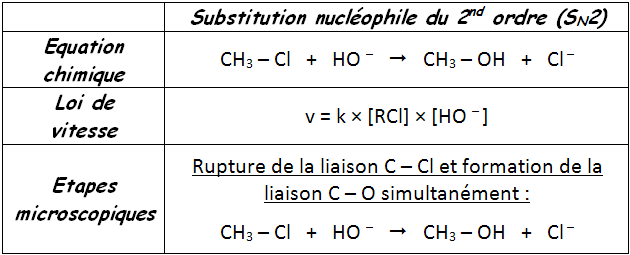 Substitution nucléophile du 2nd ordre (SN2)
Equation chimique
CH3 – Cl + HO – → CH3 – OH + Cl –
Loi de vitesse
v = k × [RCl] × [HO –]
Etapes microscopiques
Rupture de la liaison C – Cl et formation de la
liaison C – O simultanément :
CH3 – Cl + HO – → CH3 – OH + Cl –